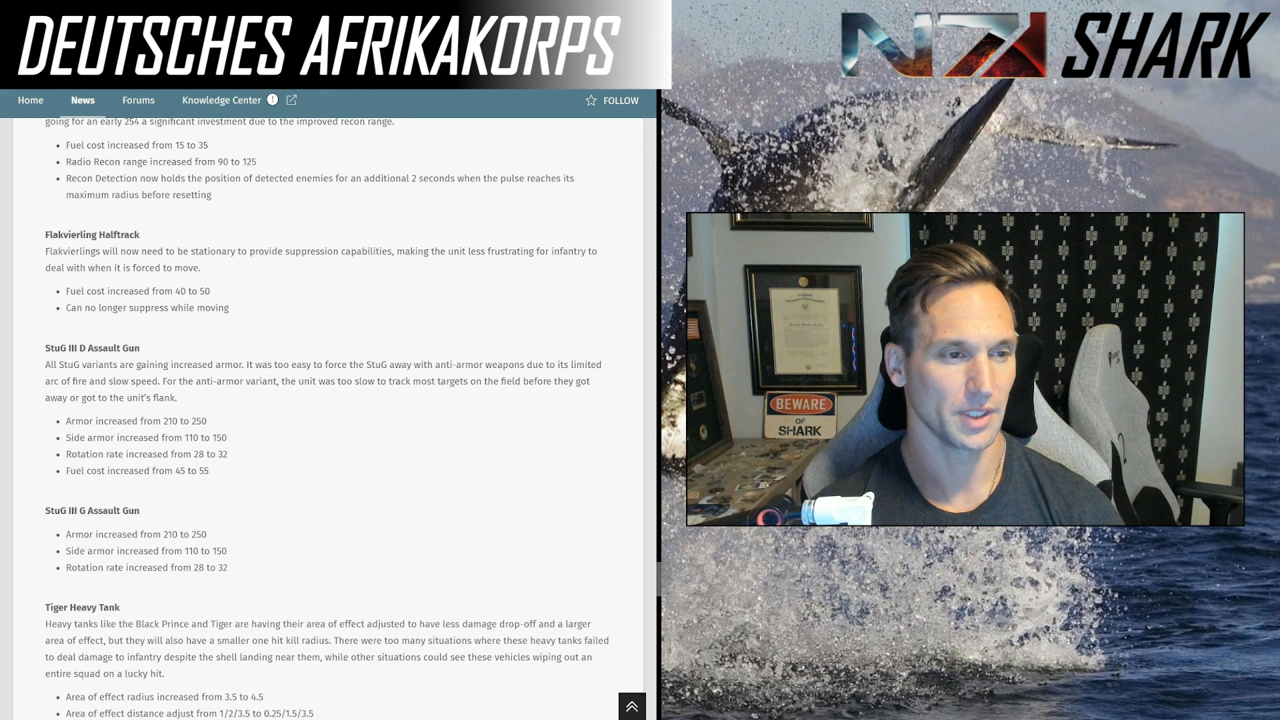 DEUTSCHES AFRIKAKORPS
N7 SHARK
Home News Forums Knowledge Center FOLLOW
going for an early 254 a significant investment due to the improved recon range.
• Fuel cost increased from 15 to 35
• Radio Recon range increased from 90 to 125
• Recon Detection now holds the position of detected enemies for an additional 2 seconds when the pulse reaches its
maximum radius before resetting
Flakvierling Halftrack
Flakvierlings will now need to be stationary to provide suppression capabilities, making the unit less frustrating for infantry to
deal with when it is forced to move.
• Fuel cost increased from 40 to 50
• Can no longer suppress while moving
StuG III D Assault Gun
All StuG variants are gaining increased armor. It was too easy to force the StuG away with anti-armor weapons due to its limited
arc of fire and slow speed. For the anti-armor variant, the unit was too slow to track most targets on the field before they got
away or got to the unit's flank.
• Armor increased from 210 to 250
• Side armor increased from 110 to 150
• Rotation rate increased from 28 to 32
• Fuel cost increased from 45 to 55
StuG III G Assault Gun
• Armor increased from 210 to 250
• Side armor increased from 110 to 150
• Rotation rate increased from 28 to 32
Tiger Heavy Tank
Heavy tanks like the Black Prince and Tiger are having their area of effect adjusted to have less damage drop-off and a larger
area of effect, but they will also have a smaller one hit kill radius. There were too many situations where these heavy tanks failed
to deal damage to infantry despite the shell landing near them, while other situations could see these vehicles wiping out an
entire squad on a lucky hit.
• Area of effect radius increased from 3.5 to 4.5
• Area of effect distance adjust from 1/2/3.5 to 0.25/1.5/3.5
BEWARE
OF
SHARK